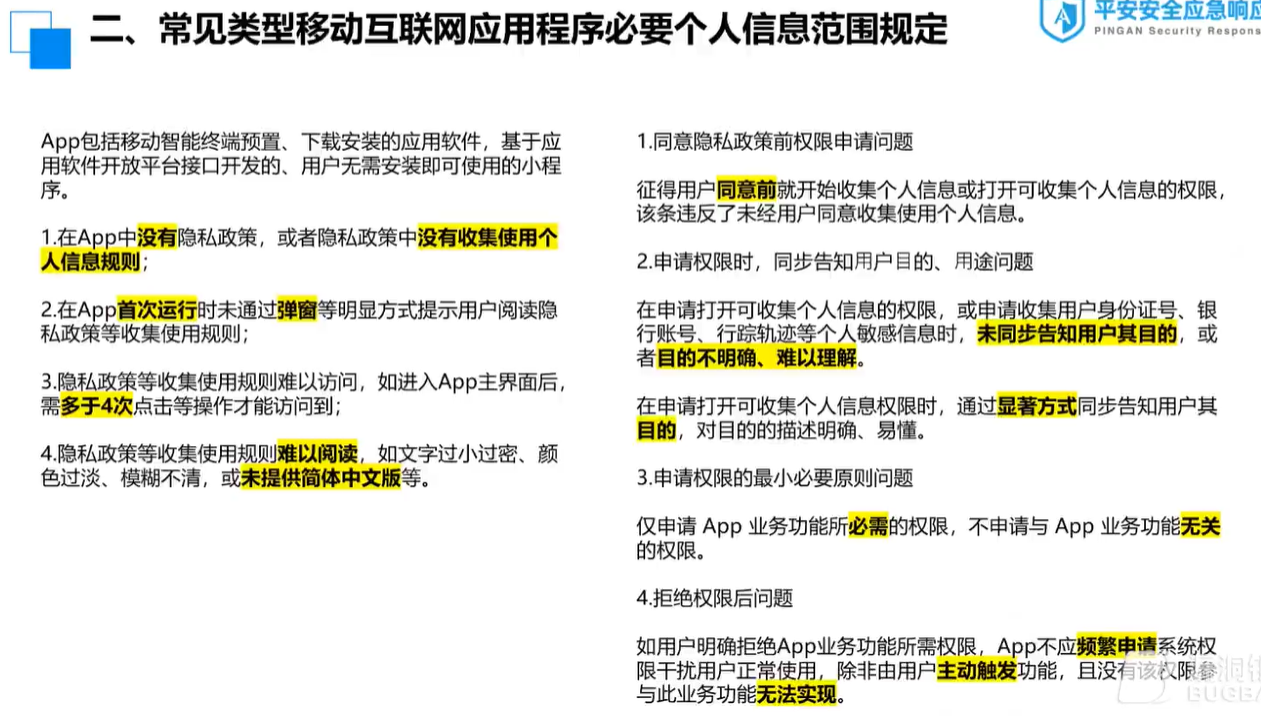 二、常见类型移动互联网应用程序必要个人信息范围规定
平安安全应急响应
PINGAN Security Respons
App包括移动智能终端预置、下载安装的应用软件，基于应
用软件开放平台接口开发的、用户无需安装即可使用的小程
序。
1.在App中没有隐私政策，或者隐私政策中没有收集使用个
人信息规则；
2.在App首次运行时未通过弹窗等明显方式提示用户阅读隐
私政策等收集使用规则；
3.隐私政策等收集使用规则难以访问，如进入App主界面后，
需多于4次点击等操作才能访问到；
4.隐私政策等收集使用规则难以阅读，如文字过小过密、颜
色过淡、模糊不清，或未提供简体中文版等。
1.同意隐私政策前权限申请问题
征得用户同意前就开始收集个人信息或打开可收集个人信息的权限，
该条违反了未经用户同意收集使用个人信息。
2.申请权限时，同步告知用户目的、用途问题
在申请打开可收集个人信息的权限，或申请收集用户身份证号、银
行账号、行踪轨迹等个人敏感信息时，未同步告知用户其目的，或
者目的不明确、难以理解。
在申请打开可收集个人信息权限时，通过显著方式同步告知用户其
目的，对目的的描述明确、易懂。
3.申请权限的最小必要原则问题
仅申请 App 业务功能所必需的权限，不申请与 App 业务功能无关
的权限。
4.拒绝权限后问题
如用户明确拒绝App业务功能所需权限，App不应频繁申请系统权
限干扰用户正常使用，除非由用户主动触发功能，且没有该权限参
与此业务功能无法实现。